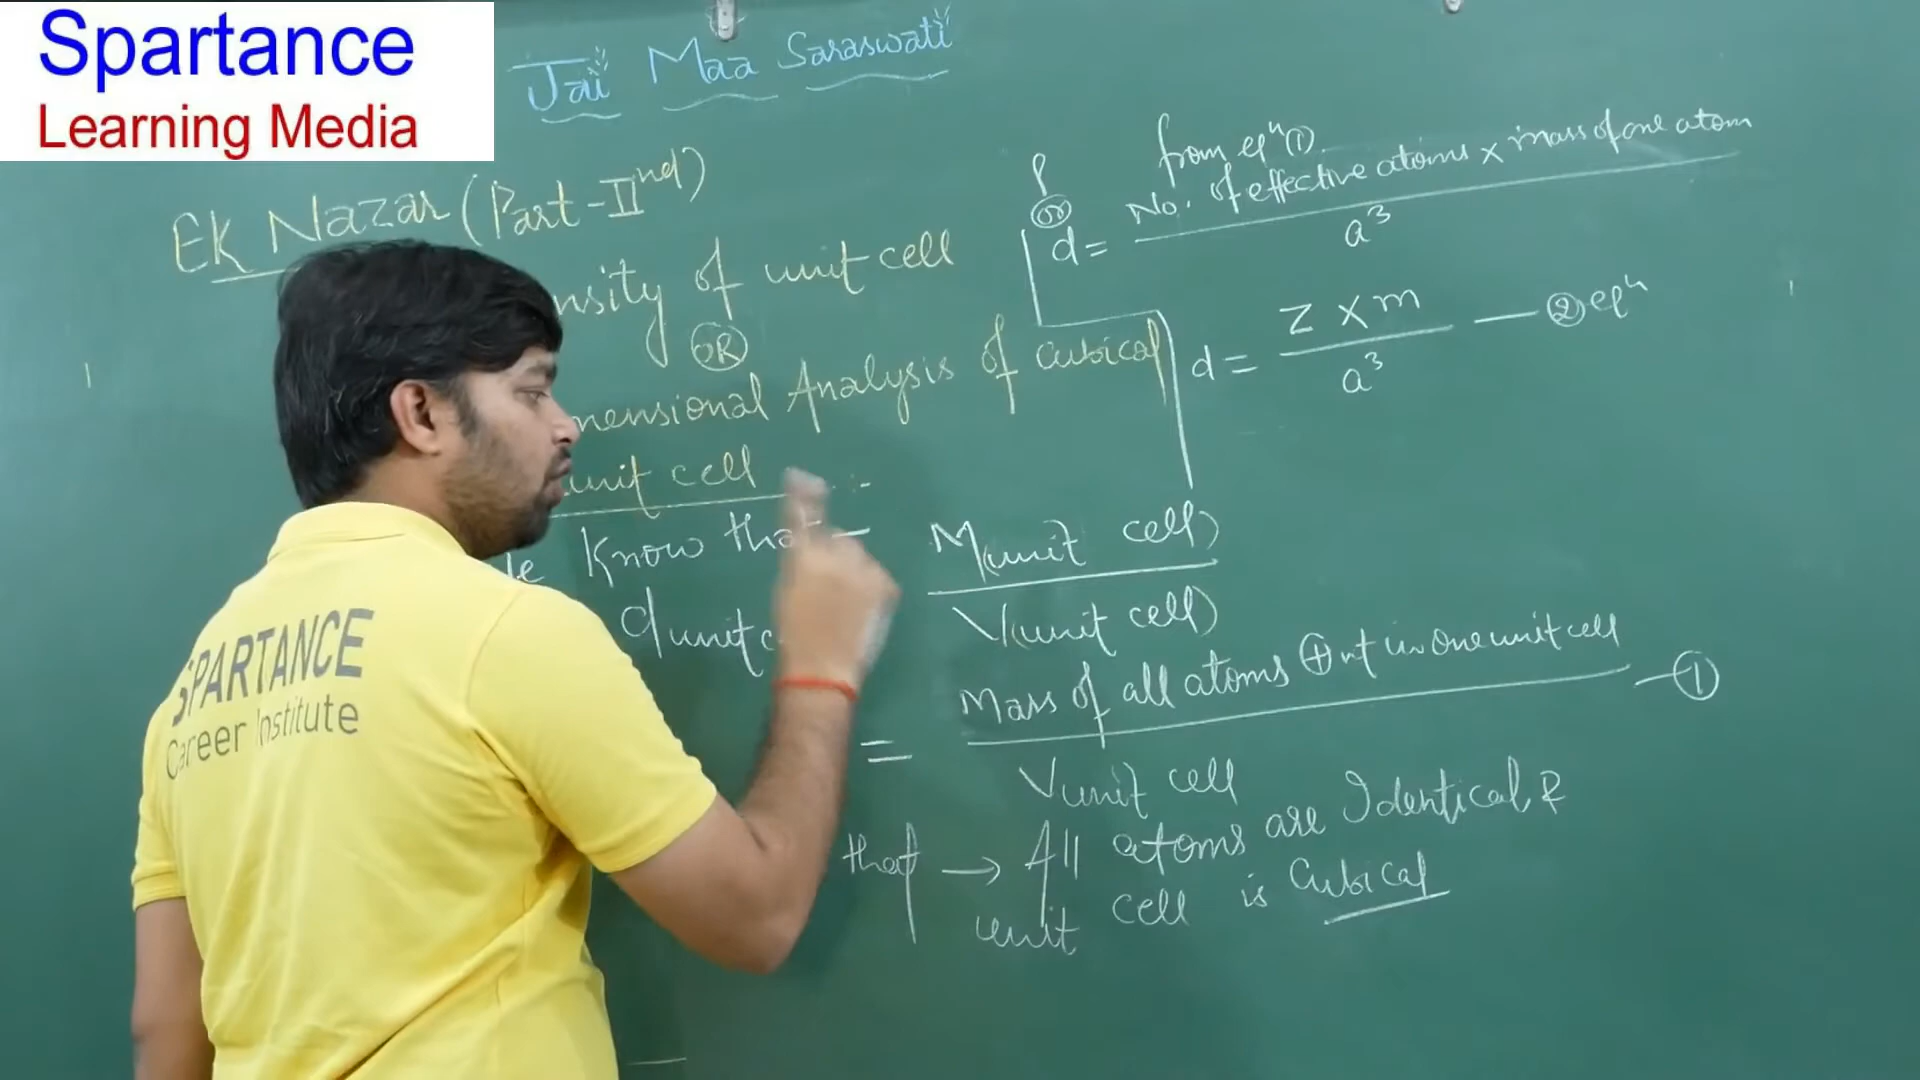 Spartance
Learning Media
Jai Maa Saraswati
Ek Nazar (Part-IInd)
nsity of unit cell
OR
mensional Analysis of Cubical
unit cell :-
Know that –
d unit c
M(unit cell)
V(unit cell)
=
Mass of all atoms ⊕nt in one unit cell
— ①
V unit cell
that → All atoms are Identical &
unit cell is Cubical
from eqⁿ (1).
ρ
or
d = No. of effective atoms x mass of one atom
a³
d = Z x m — ② eqⁿ
a³
SPARTANCE
Career Institute